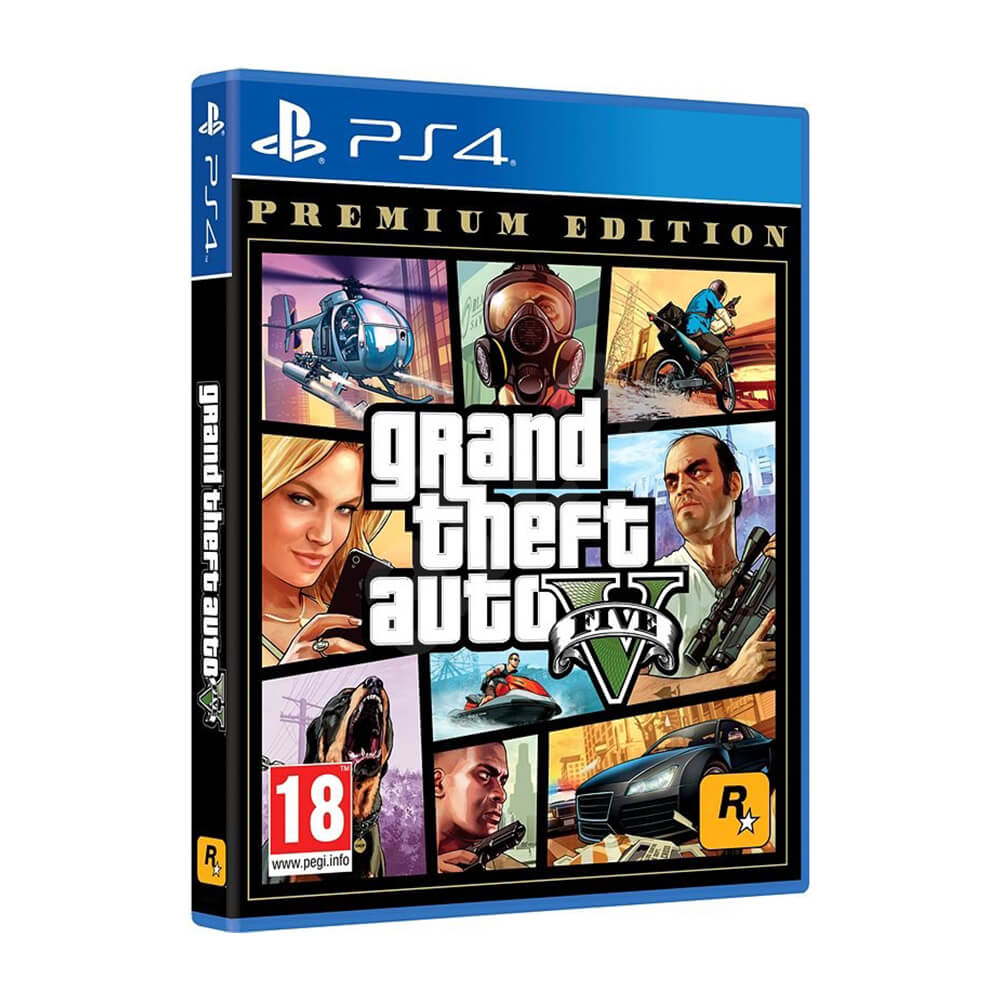 PS4
PREMIUM EDITION
grand
theft
auto V
FIVE
18
www.pegi.info
R
PS4
grand theft auto V
R